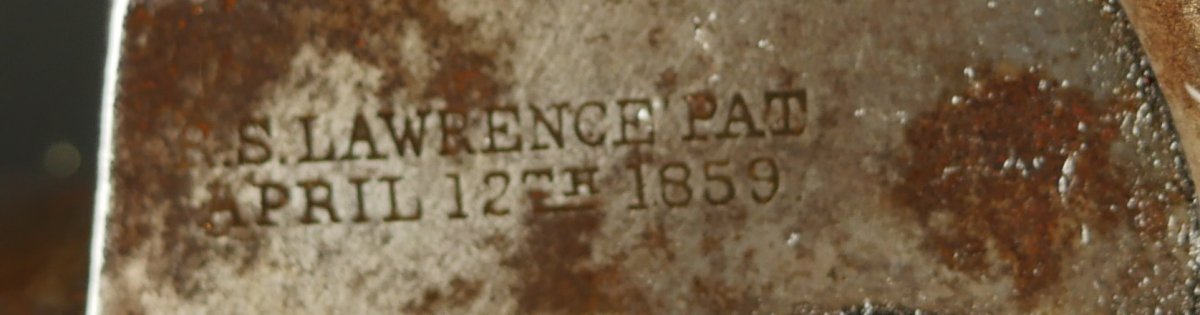 R.S. LAWRENCE' PAT
APRIL 12TH 1859